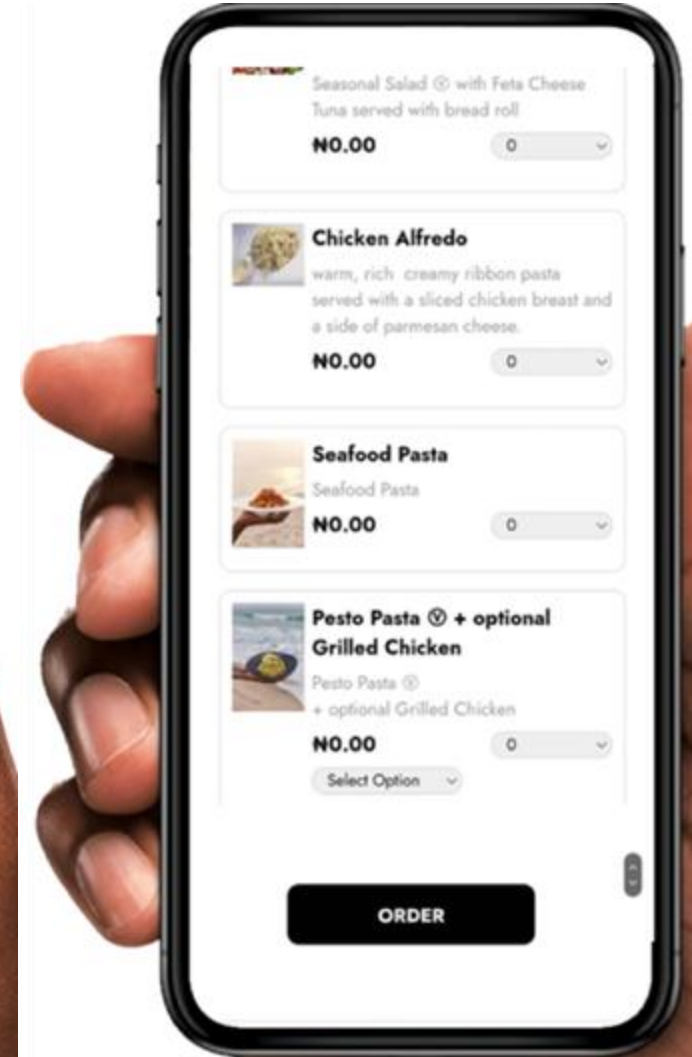 Seasonal Salad Ⓥ with Feta Cheese
Tuna served with bread roll
₦0.00 0
Chicken Alfredo
warm, rich creamy ribbon pasta
served with a sliced chicken breast and
a side of parmesan cheese.
₦0.00 0
Seafood Pasta
Seafood Pasta
₦0.00 0
Pesto Pasta Ⓥ + optional
Grilled Chicken
Pesto Pasta Ⓥ
+ optional Grilled Chicken
₦0.00 0
Select Option
ORDER